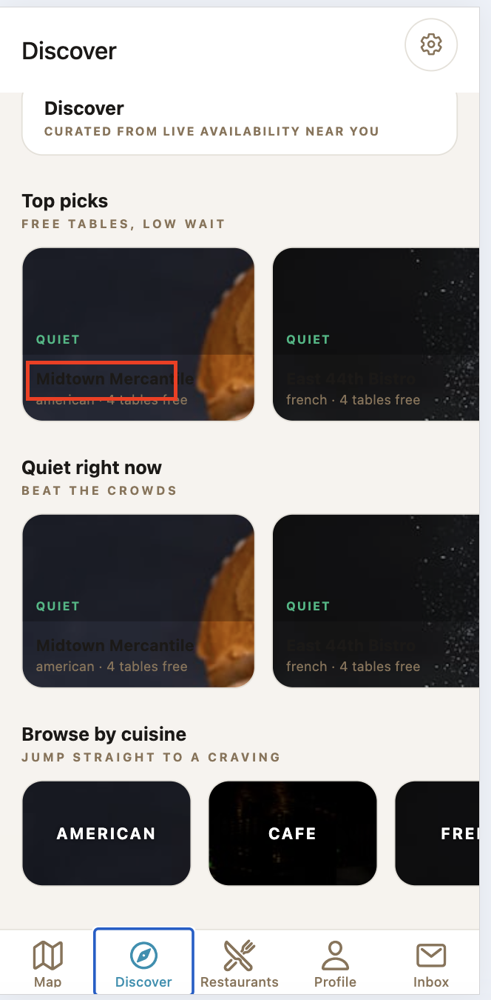 Discover
Discover
CURATED FROM LIVE AVAILABILITY NEAR YOU
Top picks
FREE TABLES, LOW WAIT
QUIET
Midtown Mercantile
american · 4 tables free
QUIET
East 44th Bistro
french · 4 tables free
Quiet right now
BEAT THE CROWDS
QUIET
Midtown Mercantile
american · 4 tables free
QUIET
East 44th Bistro
french · 4 tables free
Browse by cuisine
JUMP STRAIGHT TO A CRAVING
AMERICAN
CAFE
Map
Discover
Restaurants
Profile
Inbox